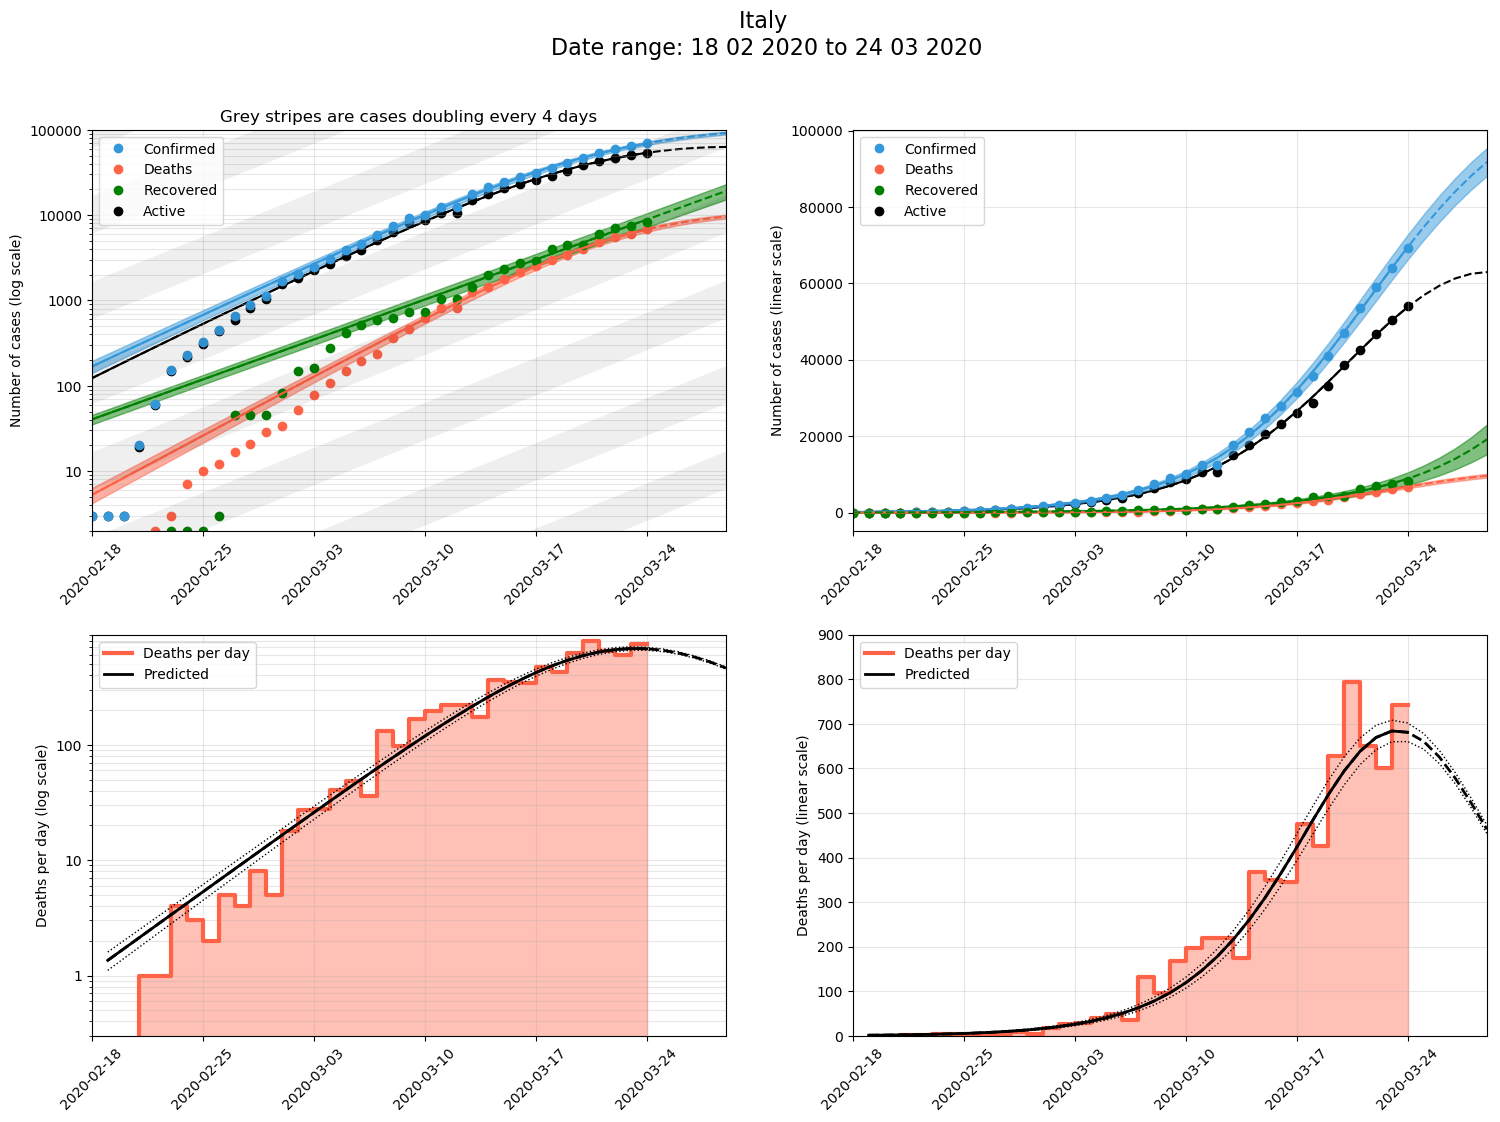 Italy
Date range: 18 02 2020 to 24 03 2020
Grey stripes are cases doubling every 4 days
Number of cases (log scale)
100000
10000
1000
100
10
Confirmed
Deaths
Recovered
Active
2020-02-18
2020-02-25
2020-03-03
2020-03-10
2020-03-17
2020-03-24
Number of cases (linear scale)
100000
80000
60000
40000
20000
0
Confirmed
Deaths
Recovered
Active
2020-02-18
2020-02-25
2020-03-03
2020-03-10
2020-03-17
2020-03-24
Deaths per day (log scale)
100
10
1
Deaths per day
Predicted
2020-02-18
2020-02-25
2020-03-03
2020-03-10
2020-03-17
2020-03-24
Deaths per day (linear scale)
900
800
700
600
500
400
300
200
100
0
Deaths per day
Predicted
2020-02-18
2020-02-25
2020-03-03
2020-03-10
2020-03-17
2020-03-24